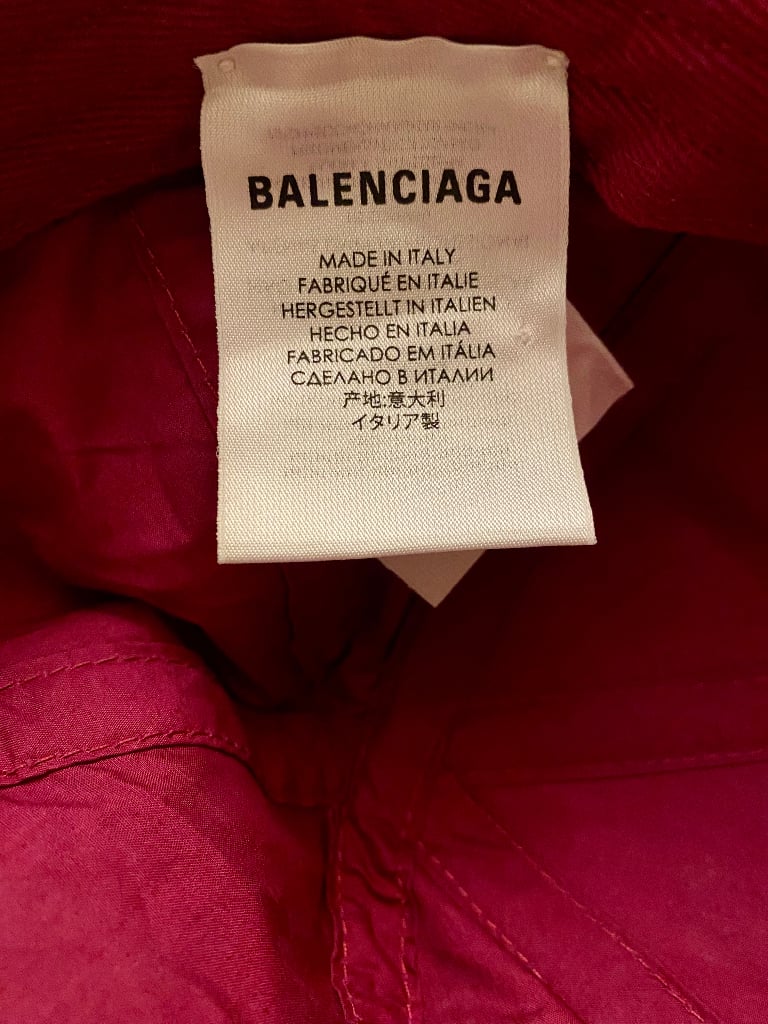 BALENCIAGA
MADE IN ITALY
FABRIQUÉ EN ITALIE
HERGESTELLT IN ITALIEN
HECHO EN ITALIA
FABRICADO EM ITÁLIA
СДЕЛАНО В ИТАЛИИ
产地:意大利
イタリア製